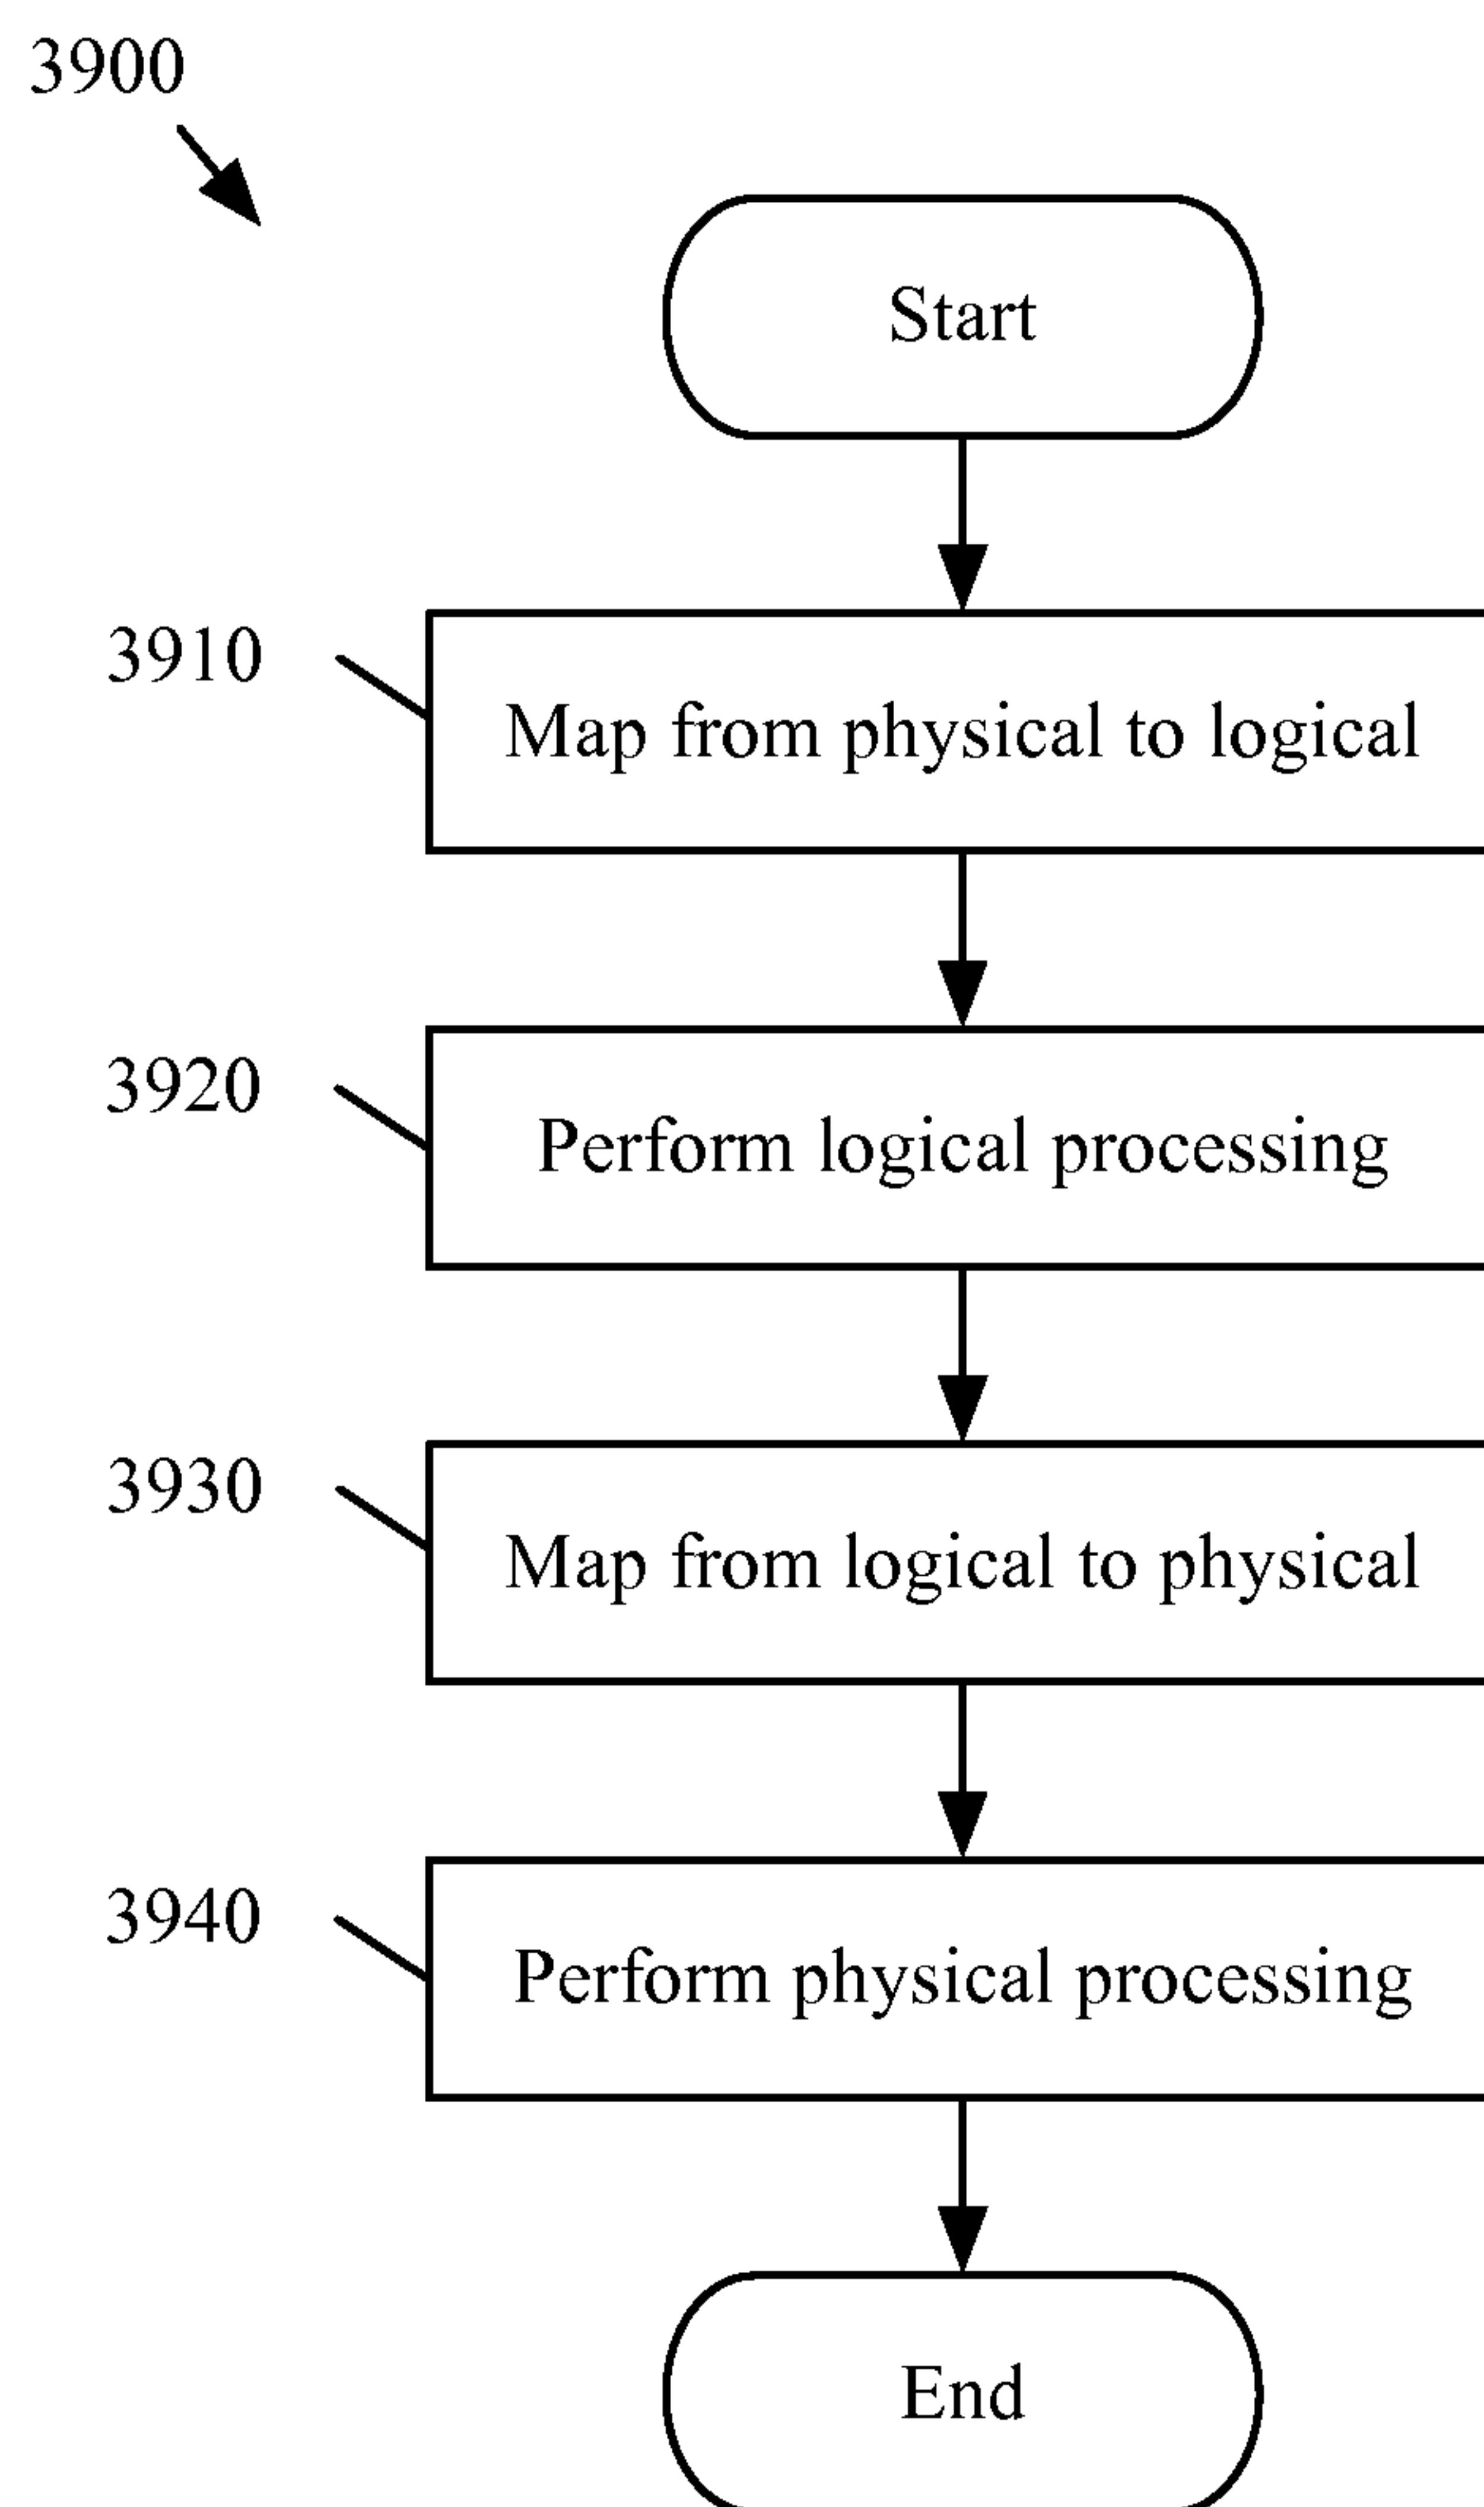 3900
Start
3910
Map from physical to logical
3920
Perform logical processing
3930
Map from logical to physical
3940
Perform physical processing
End